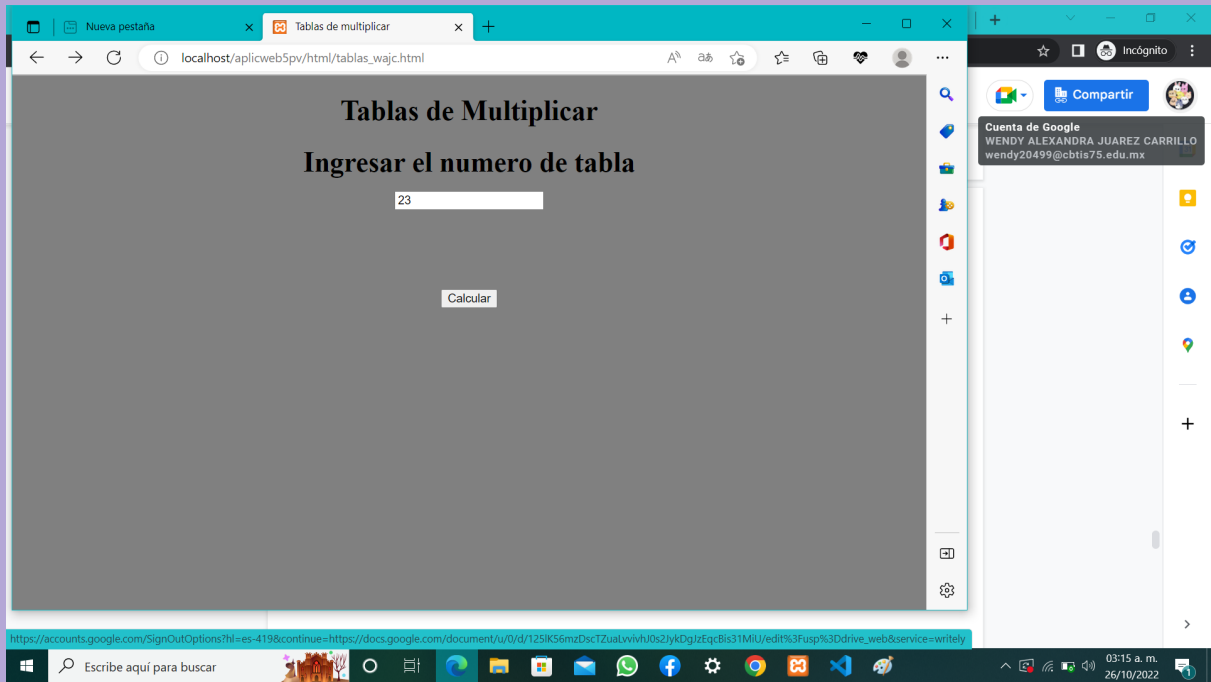 Nueva pestaña
Tablas de multiplicar
localhost/aplicweb5pv/html/tablas_wajc.html
Incógnito
Tablas de Multiplicar
Ingresar el numero de tabla
23
Calcular
Compartir
Cuenta de Google
WENDY ALEXANDRA JUAREZ CARRILLO
wendy20499@cbtis75.edu.mx
https://accounts.google.com/SignOutOptions?hl=es-419&continue=https://docs.google.com/document/u/0/d/125lK56mzDscTZuaLvvivhJ0s2JykDgJzEqcBis31MiU/edit%3Fusp%3Ddrive_web&service=writely
Escribe aquí para buscar
03:15 a. m.
26/10/2022